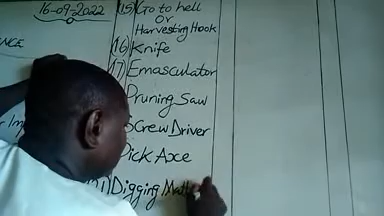 16-09-2022
(15) Go to hell
Or
Harvesting Hook
(16) Knife
17) Emasculator
Pruning Saw
Screw Driver
Pick Axe
Digging